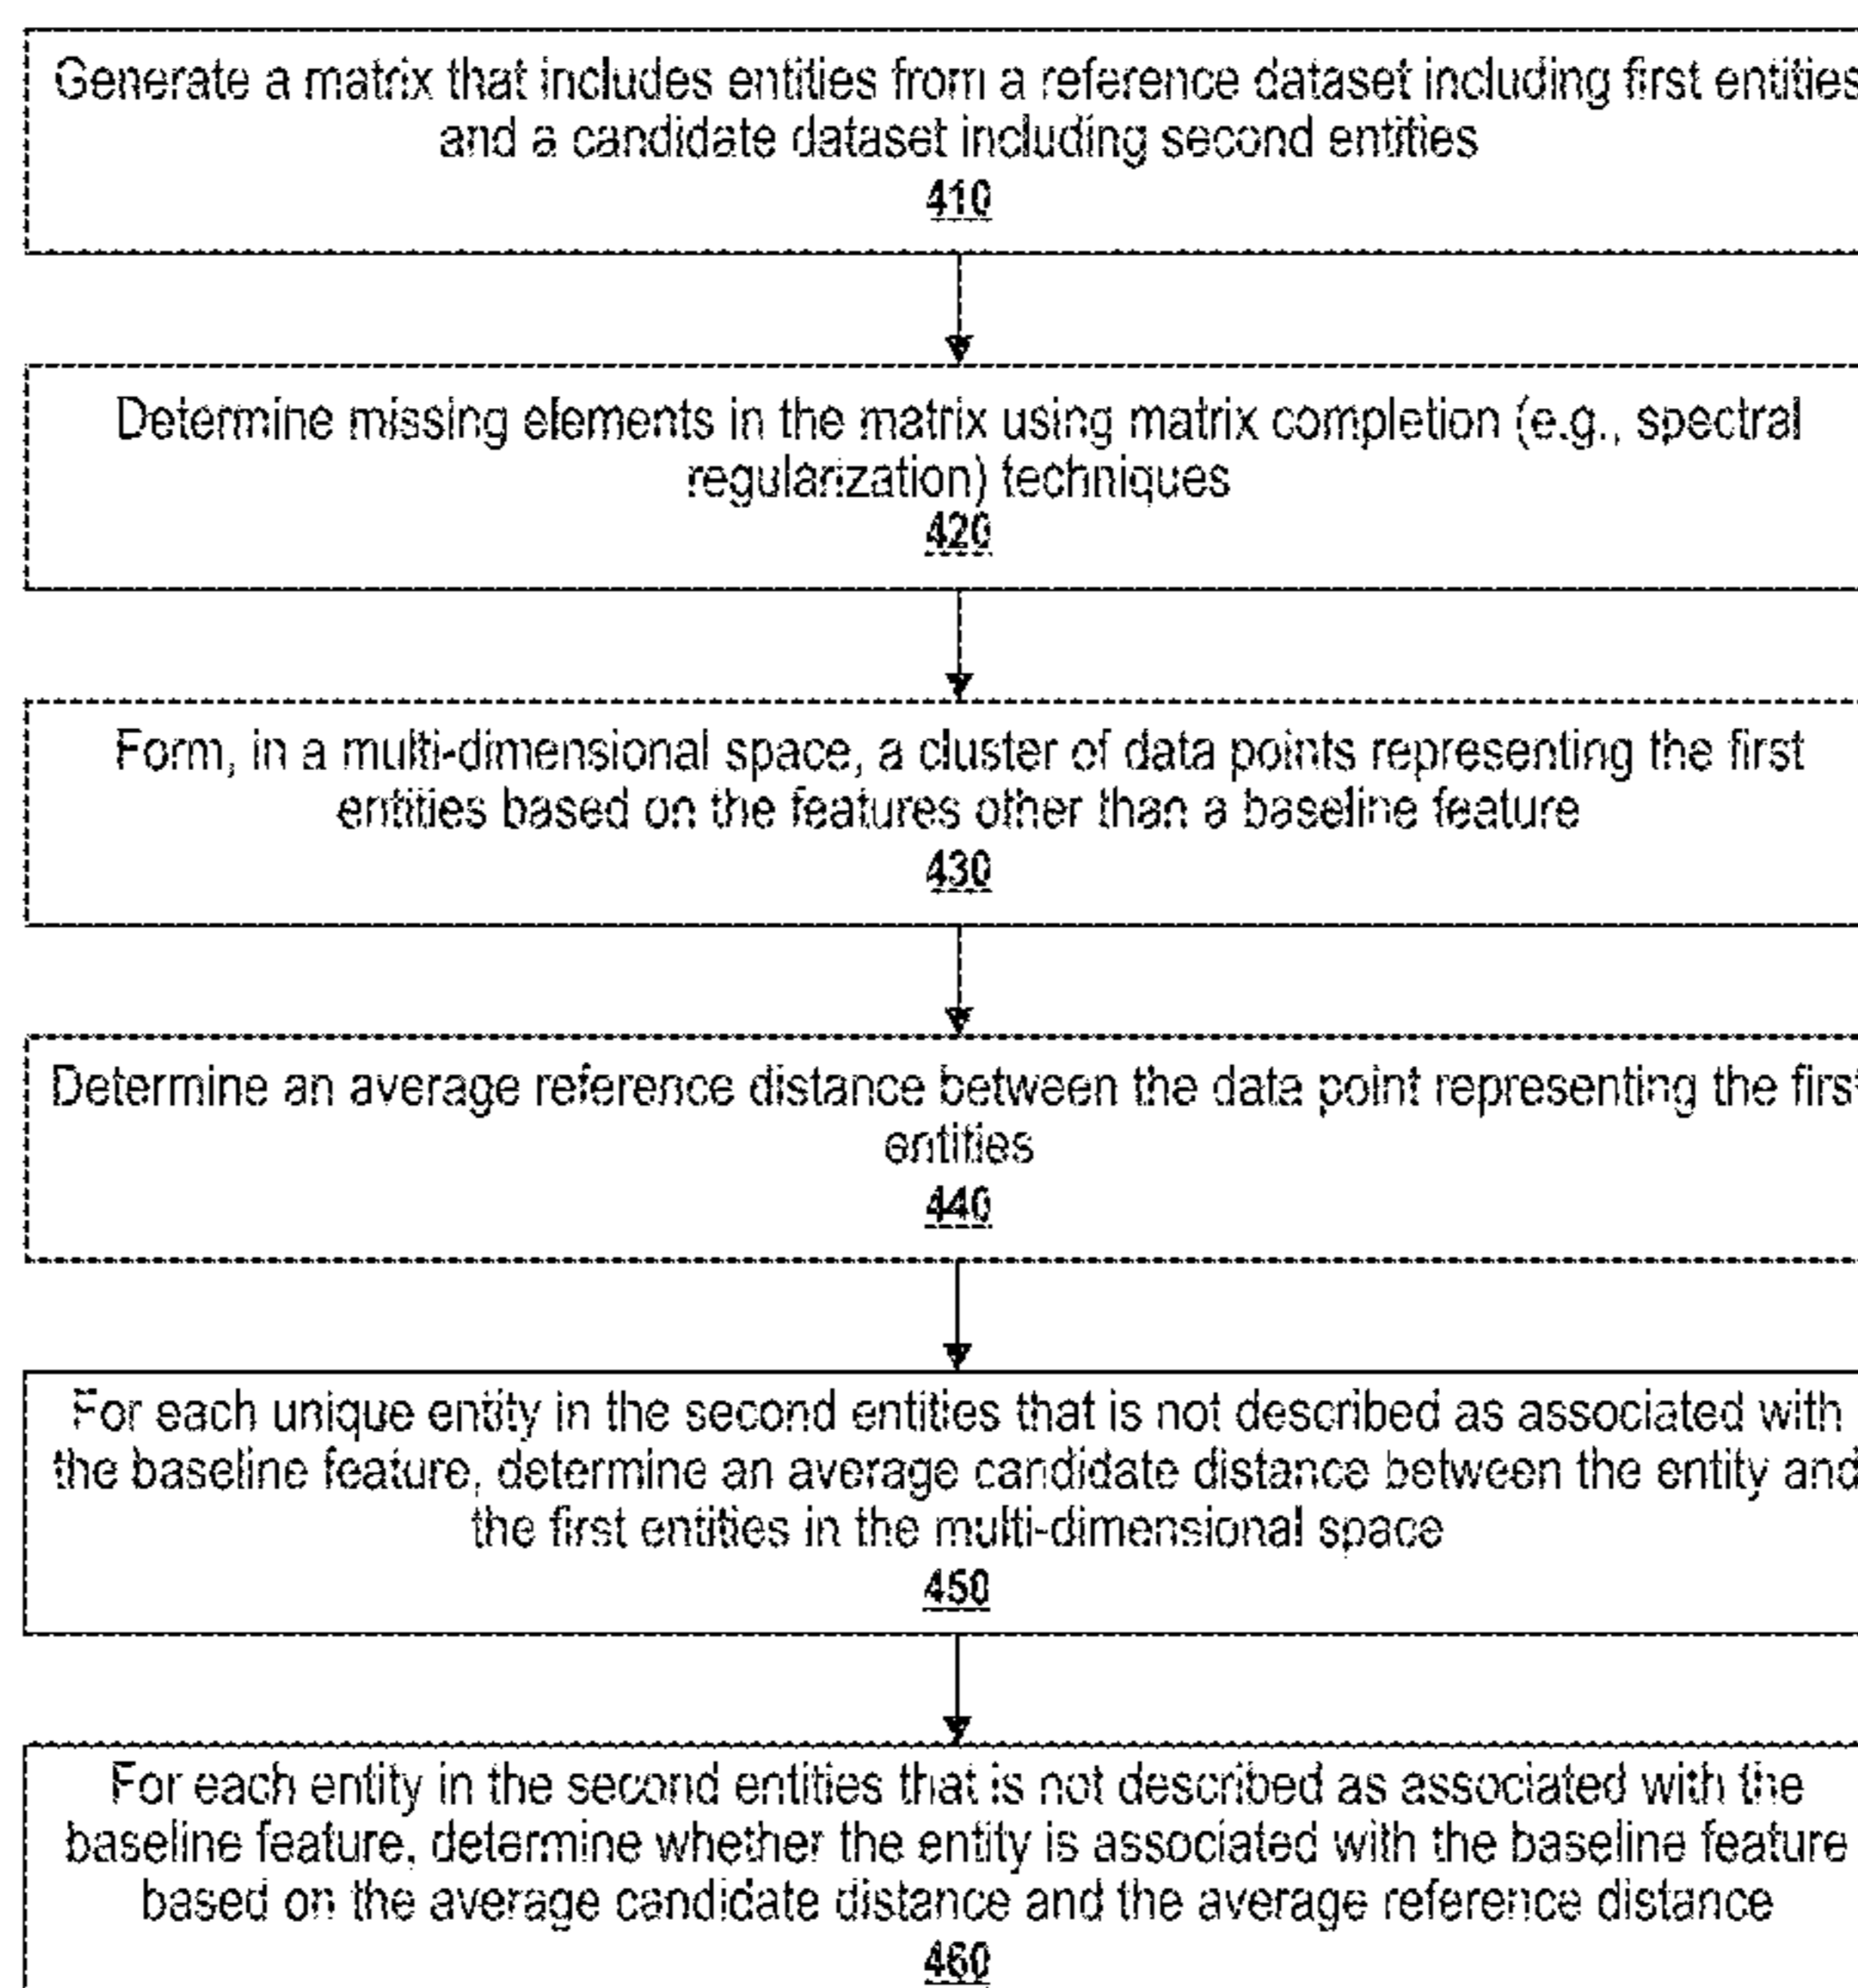 Generate a matrix that includes entities from a reference dataset including first entities
and a candidate dataset including second entities
410
Determine missing elements in the matrix using matrix completion (e.g., spectral
regularization) techniques
420
Form, in a multi-dimensional space, a cluster of data points representing the first
entities based on the features other than a baseline feature
430
Determine an average reference distance between the data point representing the first
entities
440
For each unique entity in the second entities that is not described as associated with
the baseline feature, determine an average candidate distance between the entity and
the first entities in the multi-dimensional space
450
For each entity in the second entities that is not described as associated with the
baseline feature, determine whether the entity is associated with the baseline feature
based on the average candidate distance and the average reference distance
460